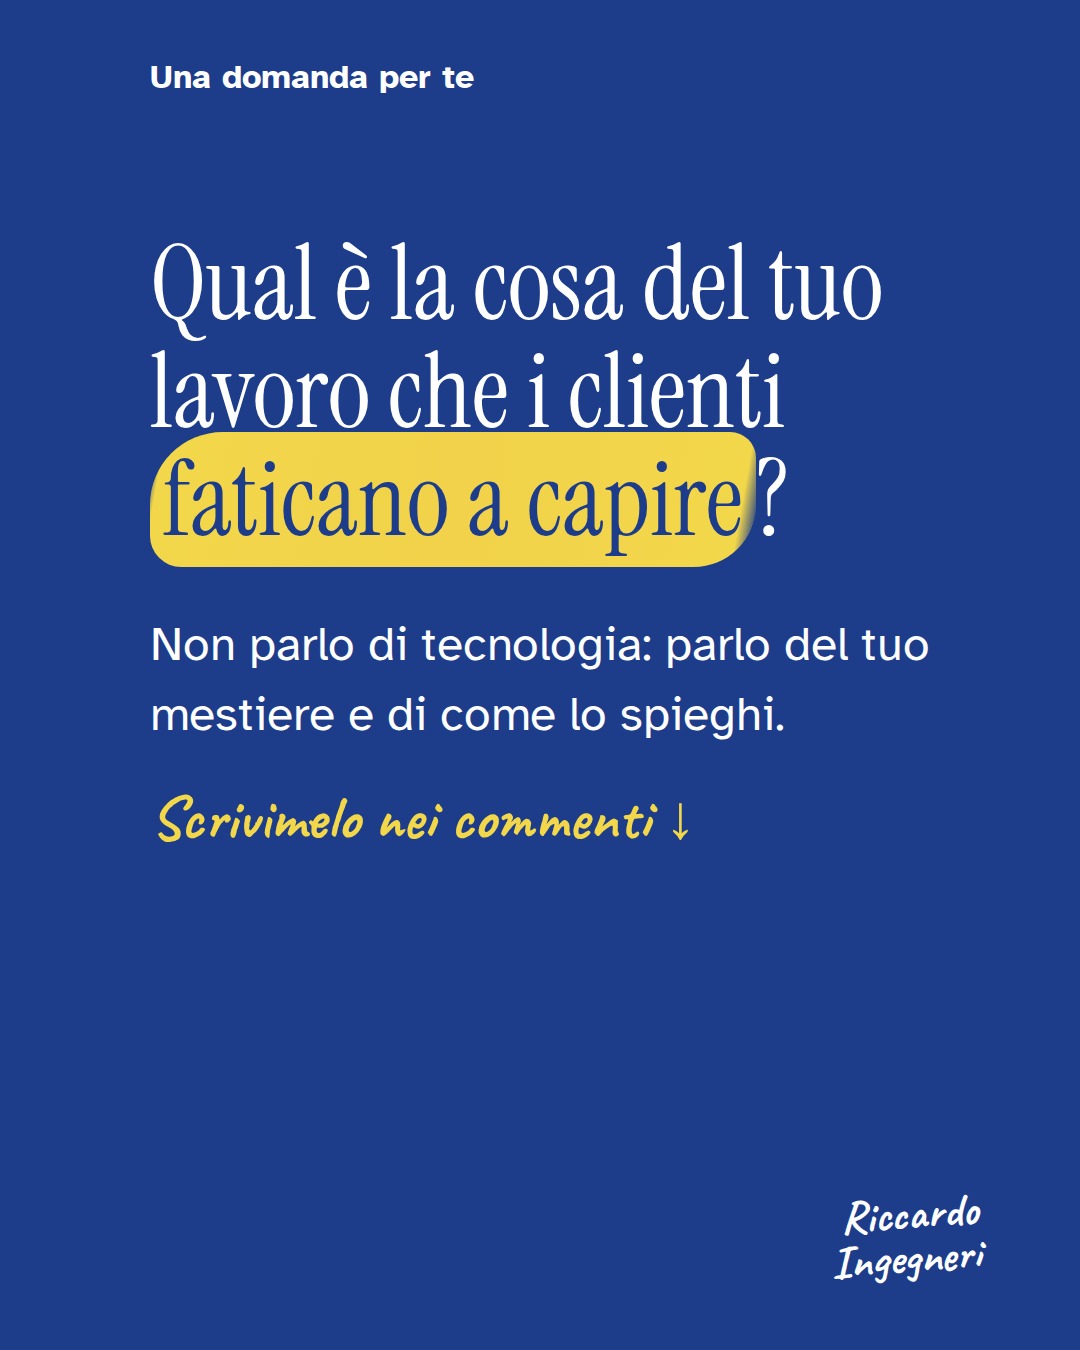 Una domanda per te
Qual è la cosa del tuo
lavoro che i clienti
faticano a capire?
Non parlo di tecnologia: parlo del tuo
mestiere e di come lo spieghi.
Scrivimelo nei commenti ↓
Riccardo
Ingegneri